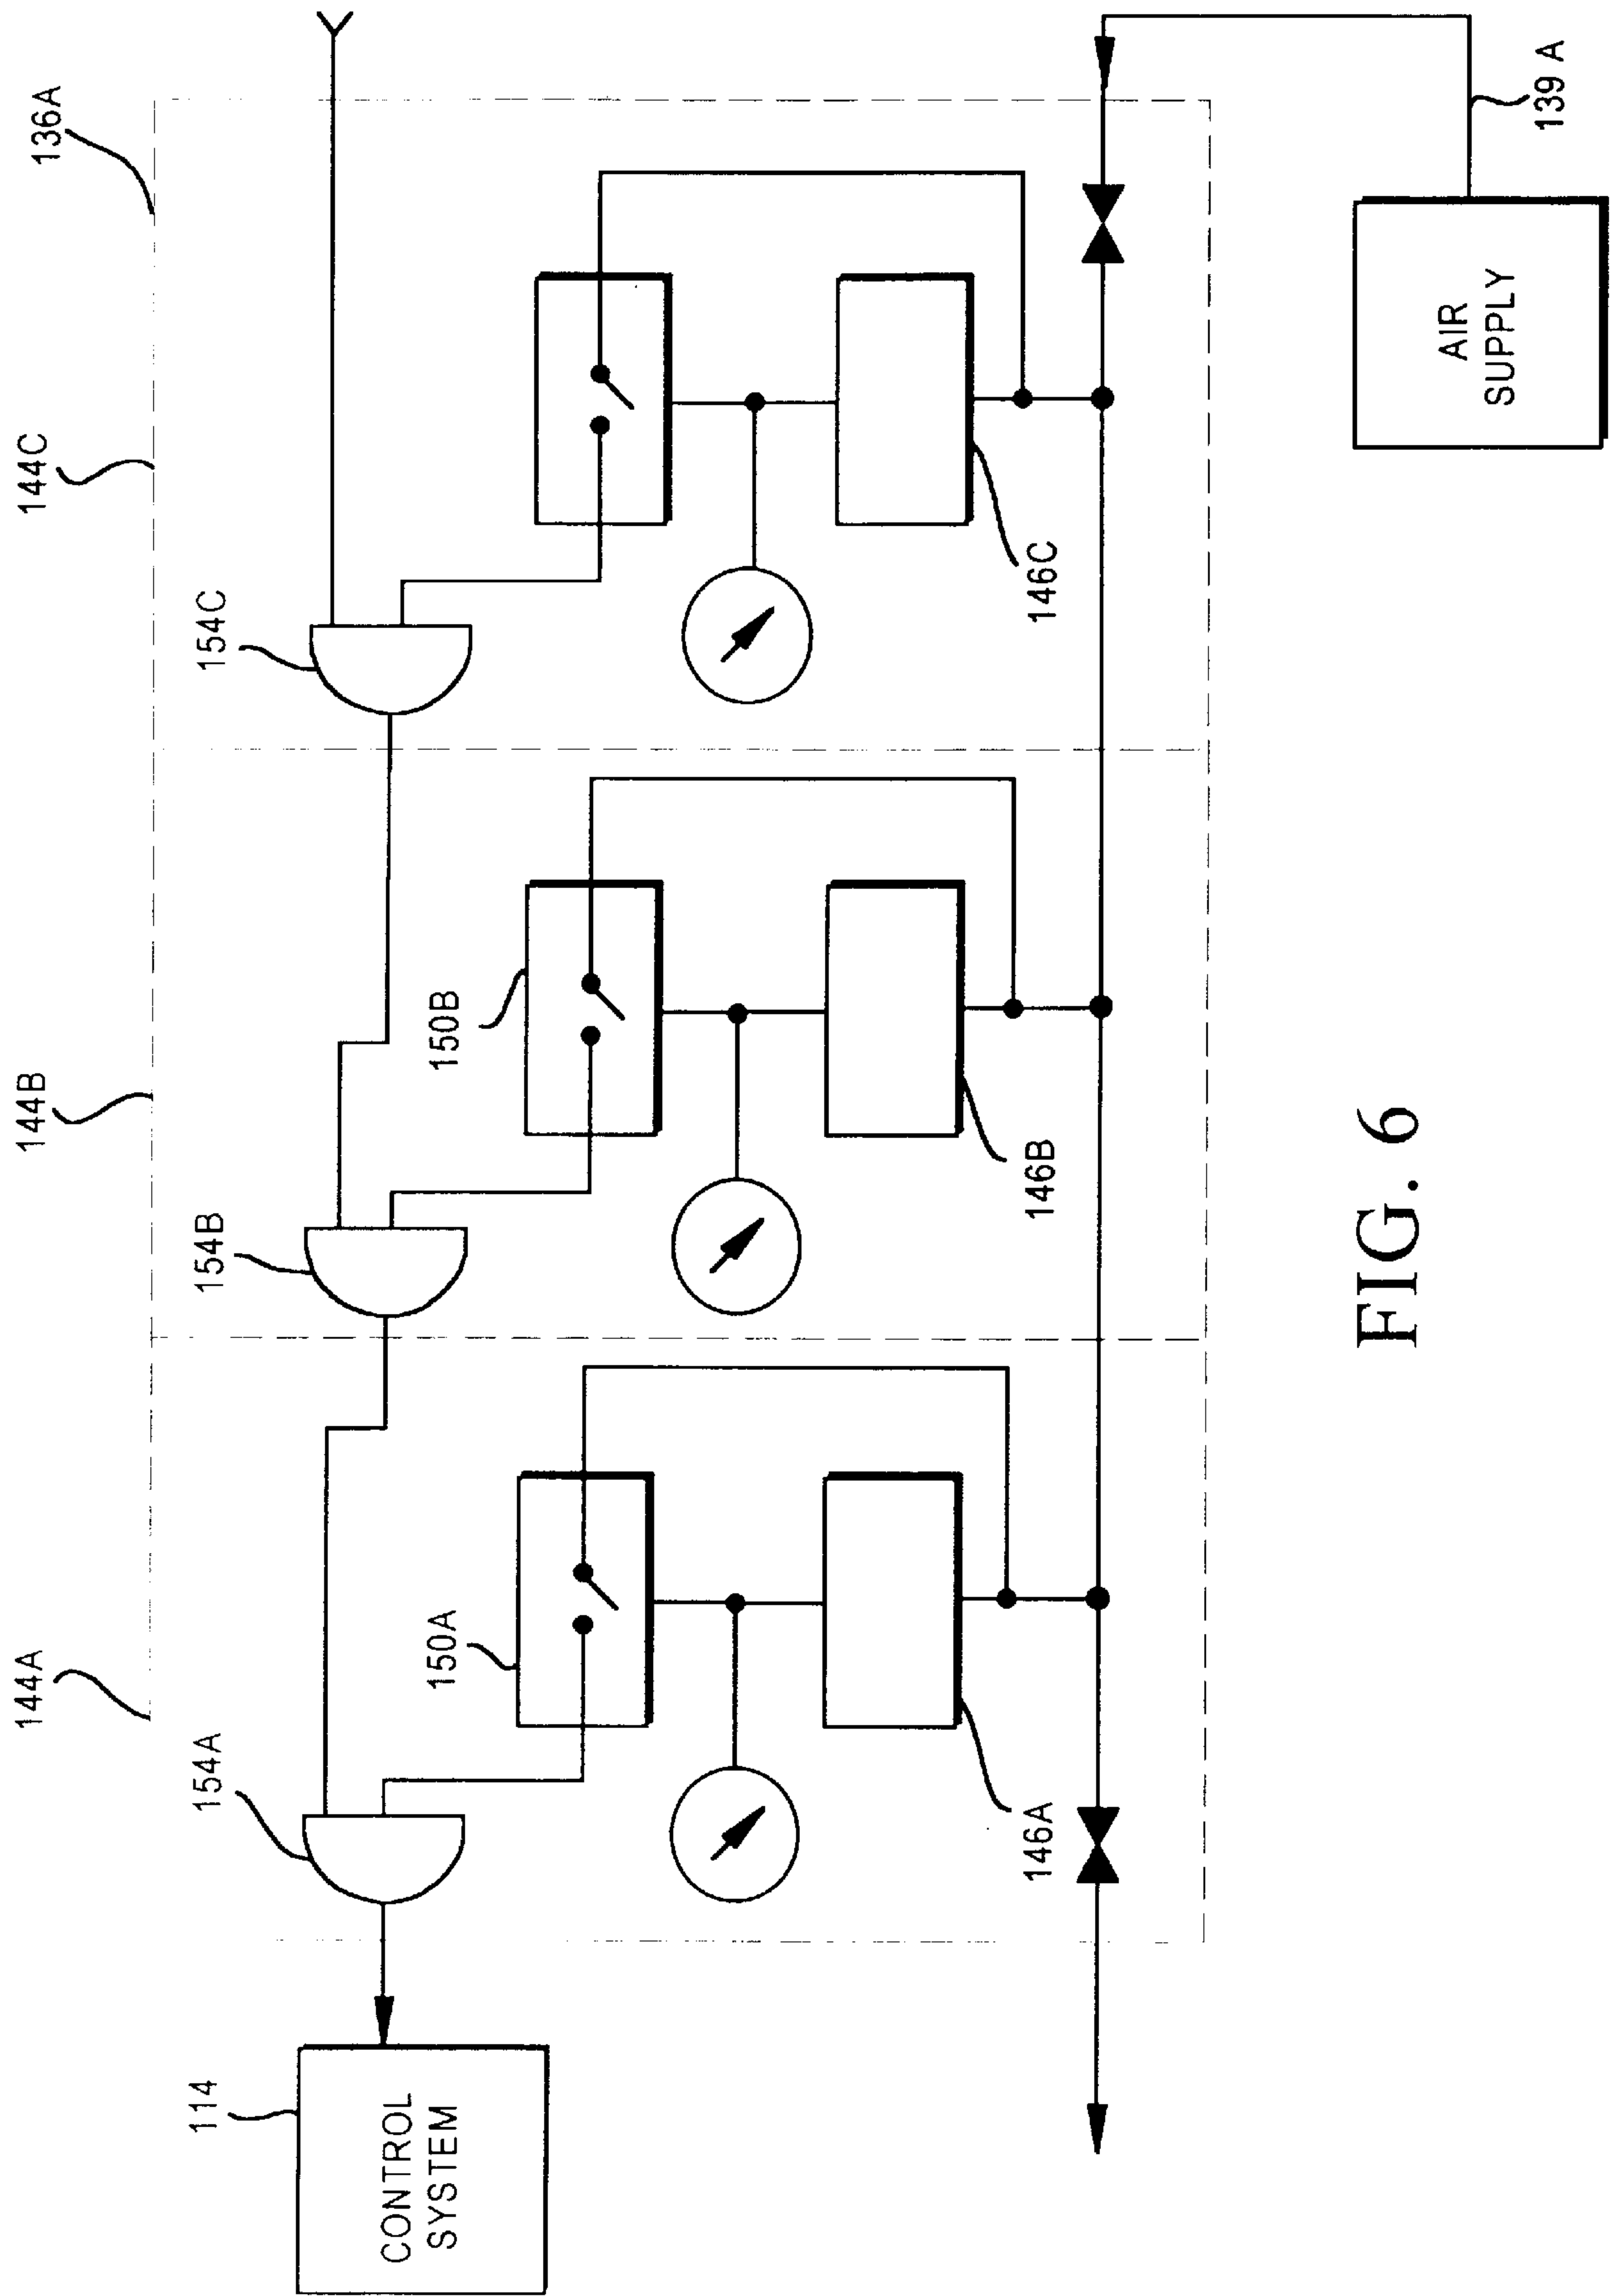 144A
144B
144C
136A
114
154A
154B
154C
CONTROL
SYSTEM
150A
150B
146A
146B
146C
AIR
SUPPLY
139 A
FIG. 6